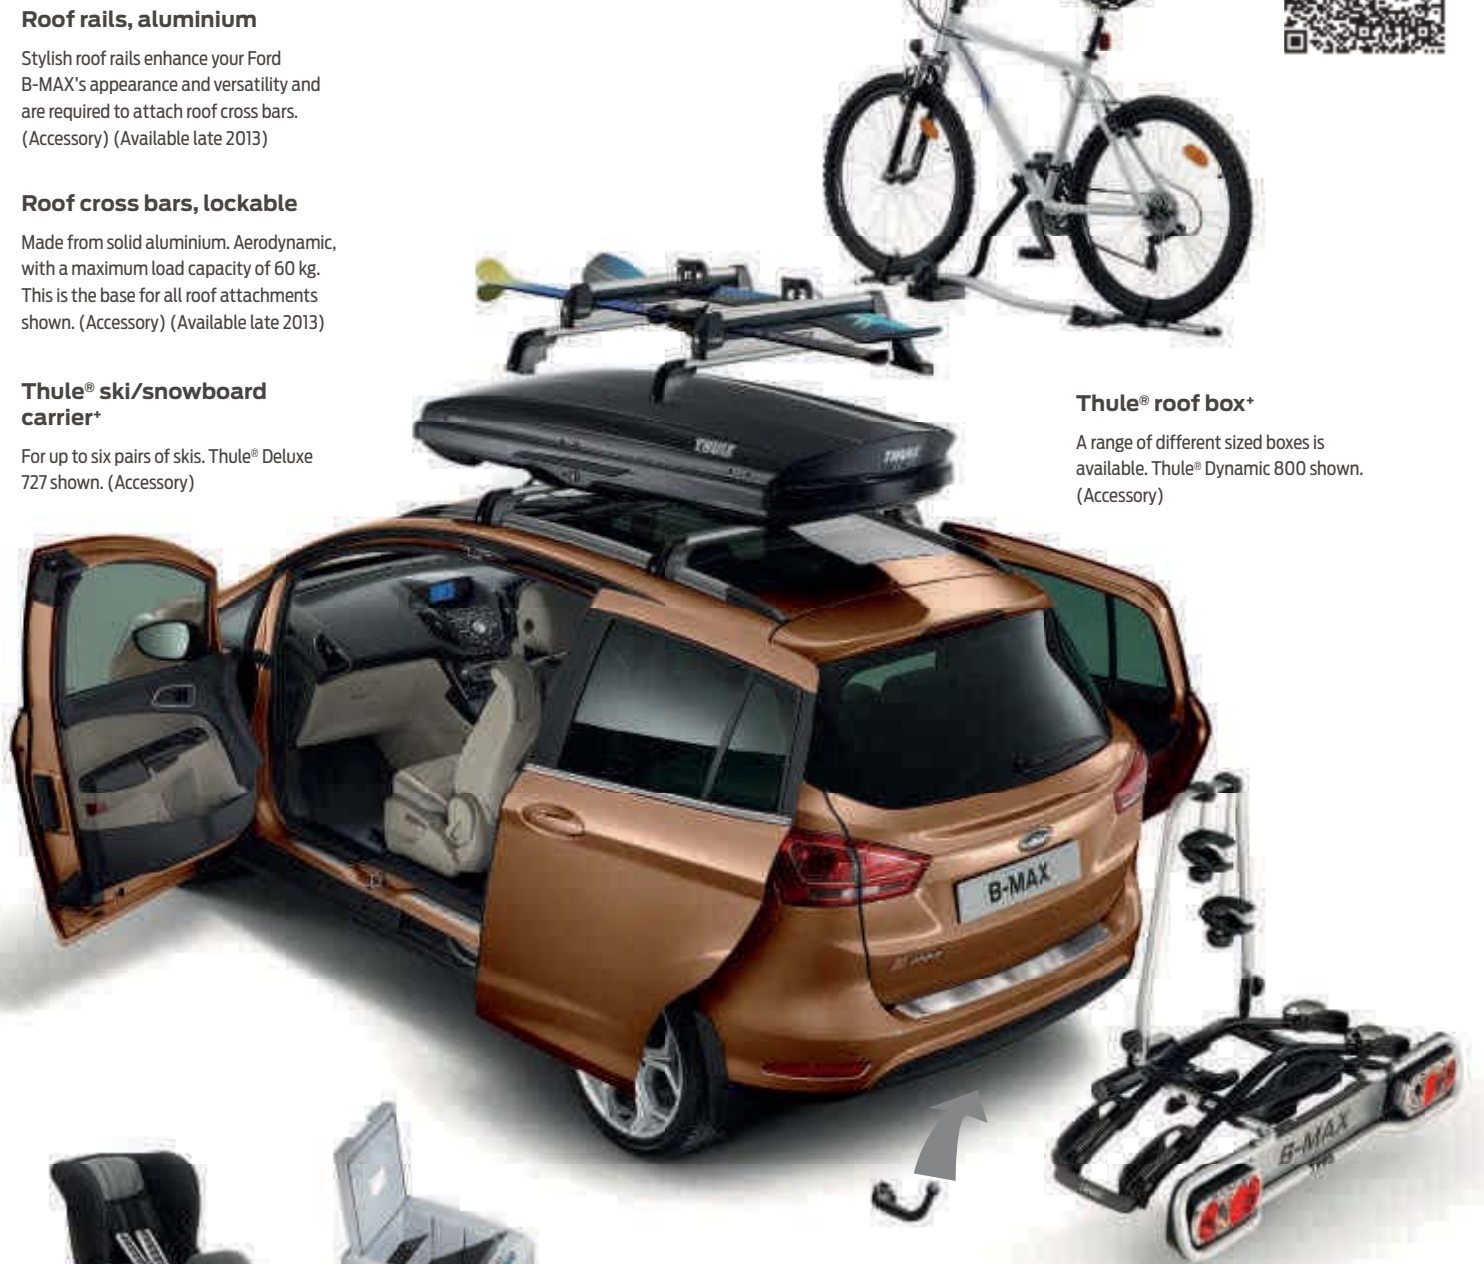 Roof rails, aluminium
Stylish roof rails enhance your Ford
B-MAX's appearance and versatility and
are required to attach roof cross bars.
(Accessory) (Available late 2013)
Roof cross bars, lockable
Made from solid aluminium. Aerodynamic,
with a maximum load capacity of 60 kg.
This is the base for all roof attachments
shown. (Accessory) (Available late 2013)
Thule® ski/snowboard
carrier⁺
For up to six pairs of skis. Thule® Deluxe
727 shown. (Accessory)
Thule® roof box⁺
A range of different sized boxes is
available. Thule® Dynamic 800 shown.
(Accessory)
THULE
THULE
B-MAX
B-MAX